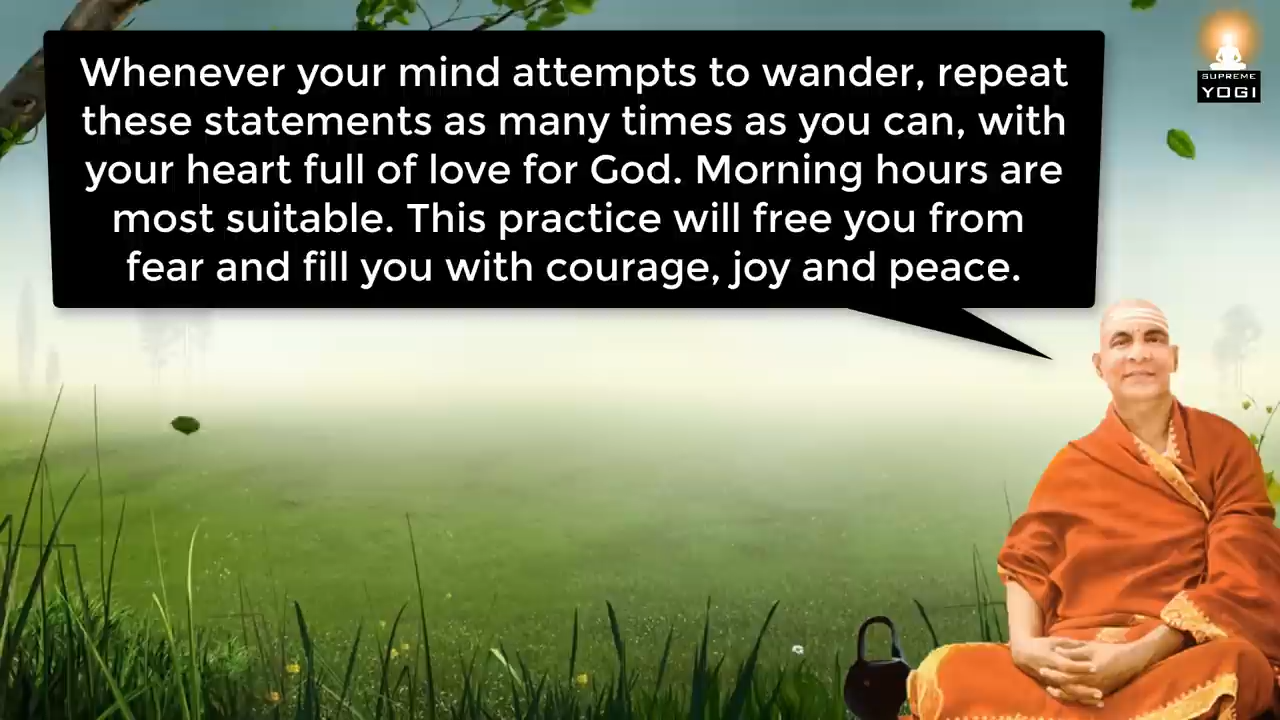 Whenever your mind attempts to wander, repeat
these statements as many times as you can, with
your heart full of love for God. Morning hours are
most suitable. This practice will free you from
fear and fill you with courage, joy and peace.
SUPREME
YOGI